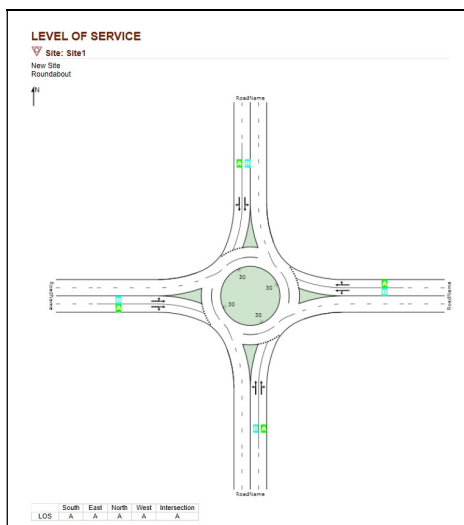 LEVEL OF SERVICE
Site: Site1
New Site
Roundabout
N
RoadName
A B
30
30
30
30
A
B
RoadName
RoadName
B
A
B A
RoadName
South East North West Intersection
LOS A A A A A